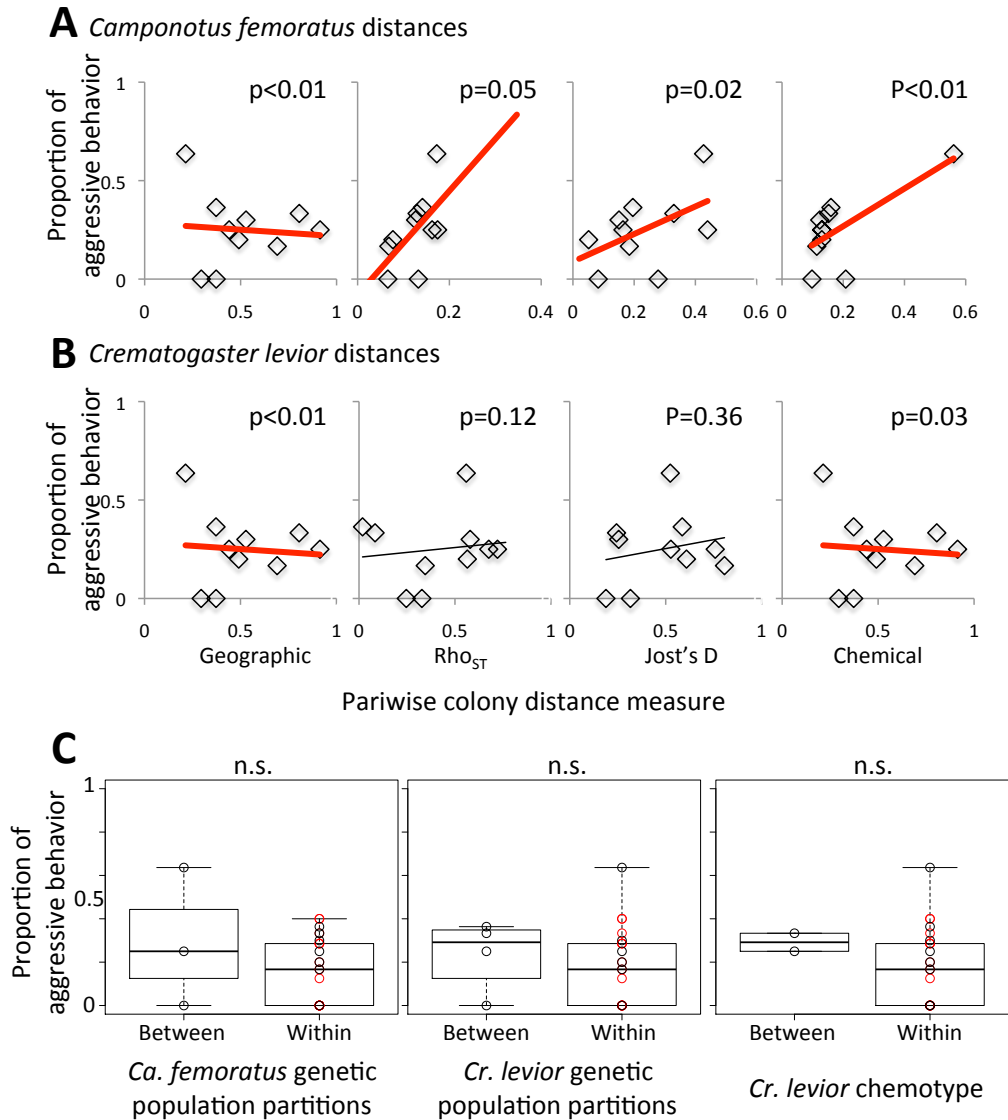 A Camponotus femoratus distances
p<0.01 p=0.05 p=0.02 P<0.01
Proportion of
aggressive behavior
1
0.5
0
0 0.5 1 0 0.2 0.4 0 0.2 0.4 0.6 0 0.2 0.4 0.6
B Crematogaster levior distances
p<0.01 p=0.12 P=0.36 p=0.03
Proportion of
aggressive behavior
1
0.5
0
0 0.5 1 0 0.5 1 0 0.5 1 0 0.5 1
Geographic RhoST Jost's D Chemical
Pariwise colony distance measure
C
n.s. n.s. n.s.
Proportion of
aggressive behavior
1
0.5
0
Between Within Between Within Between Within
Ca. femoratus genetic
population partitions
Cr. levior genetic
population partitions
Cr. levior chemotype